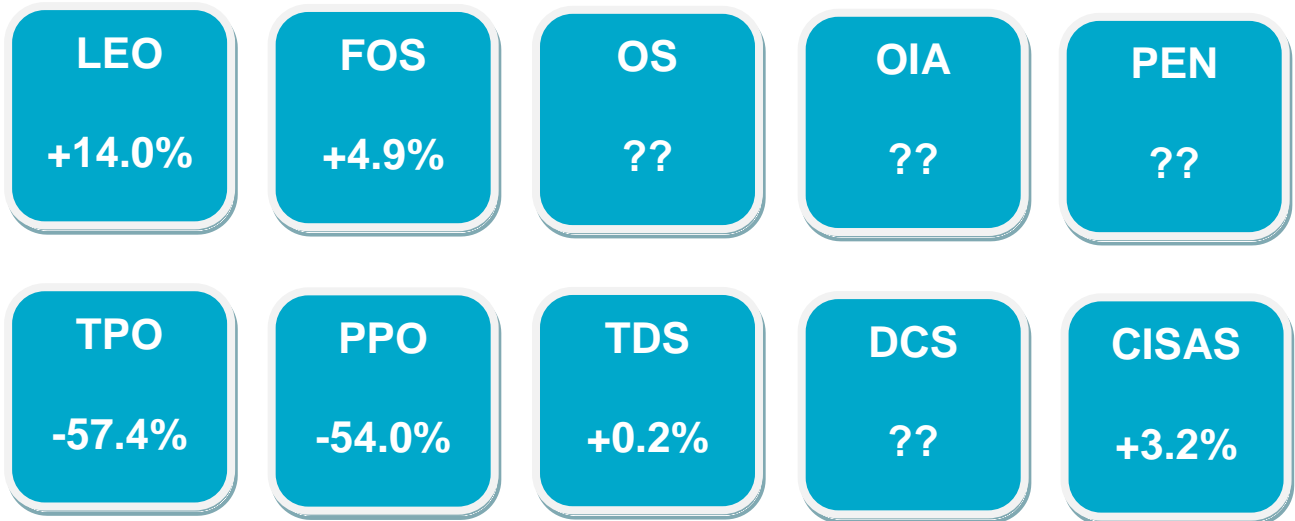 LEO
+14.0%
FOS
+4.9%
OS
??
OIA
??
PEN
??
TPO
-57.4%
PPO
-54.0%
TDS
+0.2%
DCS
??
CISAS
+3.2%